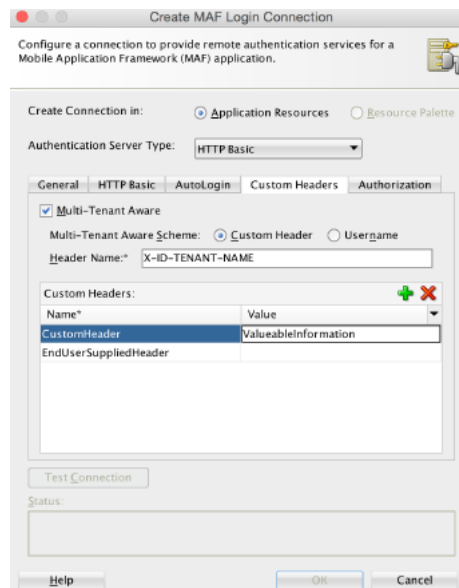 Create MAF Login Connection
Configure a connection to provide remote authentication services for a
Mobile Application Framework (MAF) application.
Create Connection in: Application Resources Resource Palette
Authentication Server Type: HTTP Basic
General HTTP Basic AutoLogin Custom Headers Authorization
Multi-Tenant Aware
Multi-Tenant Aware Scheme: Custom Header Username
Header Name:* X-ID-TENANT-NAME
Custom Headers:
Name* Value
CustomHeader ValueableInformation
EndUserSuppliedHeader
Test Connection
Status:
Help OK Cancel